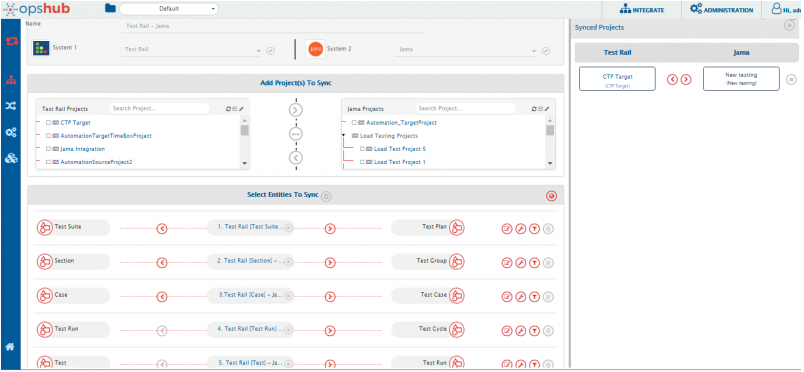 opshub
Default
INTEGRATE
ADMINISTRATION
Hi, ad
Name
Test Rail - Jama
System 1
Test Rail
jama
System 2
Jama
Add Project(s) To Sync
Test Rail Projects
Search Project...
CTP Target
AutomationTargetTimeBoxProject
Jama Integration
AutomationSourceProject2
Jama Projects
Search Project...
Automation_TargetProject
Load Testing Projects
Load Test Project 5
Load Test Project 1
Select Entities To Sync
Test Suite
1. Test Rail [Test Suite...
Test Plan
Section
2. Test Rail [Section] - ...
Test Group
Case
3.Test Rail [Case] - Ja...
Test Case
Test Run
4. Test Rail [Test Run] ...
Test Cycle
Test
5. Test Rail [Test] - Ja...
Test Run
Synced Projects
Test Rail
Jama
CTP Target
(CTP Target)
New testing
(New testing)